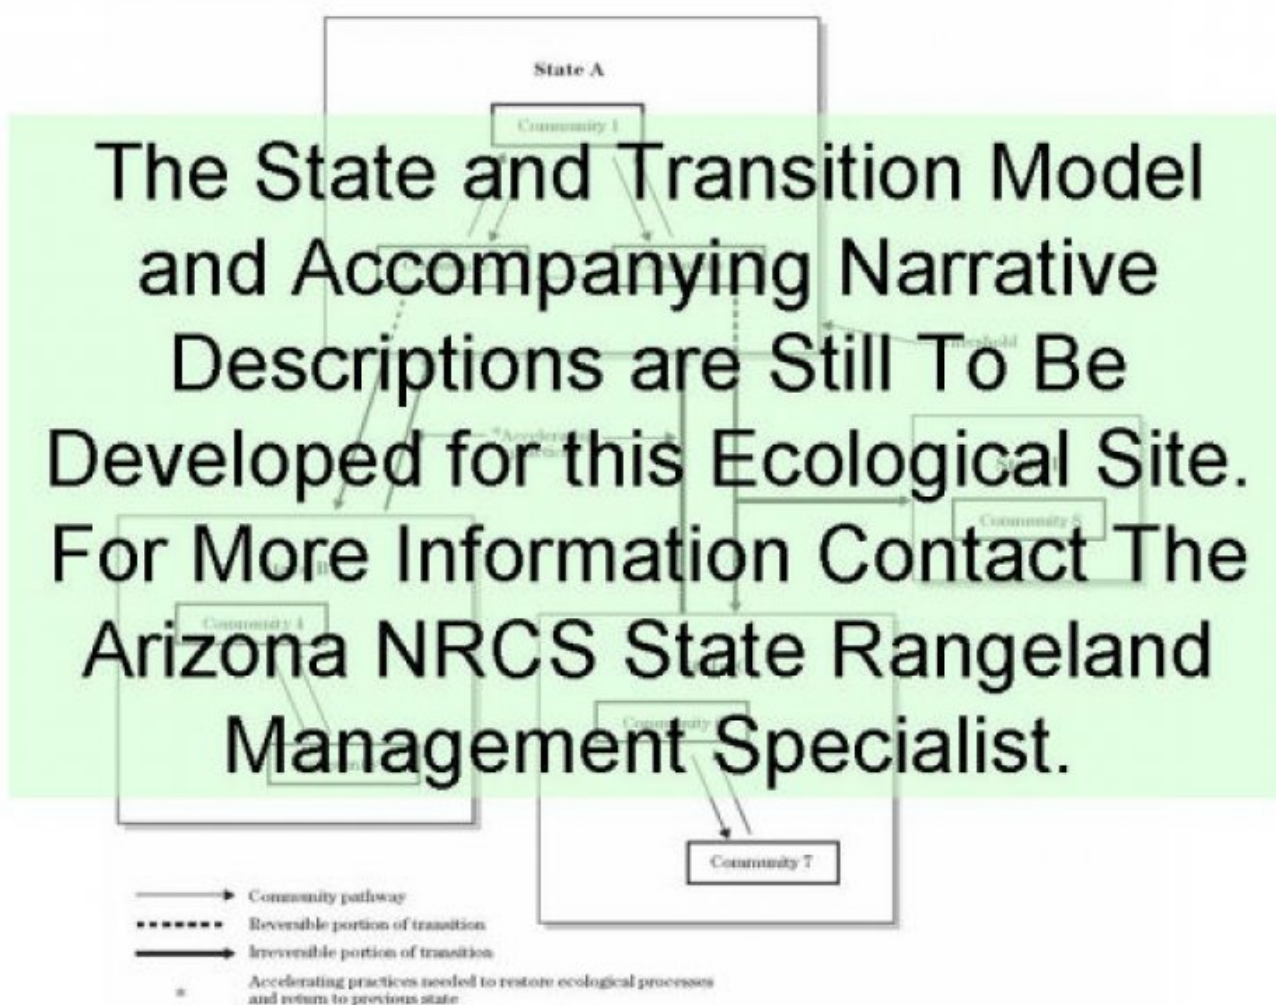 State A
Community 1
The State and Transition Model
and Accompanying Narrative
Descriptions are Still To Be
Developed for this Ecological Site.
For More Information Contact The
Arizona NRCS State Rangeland
Management Specialist.
Community 4
Community 7
Community pathway
Reversible portion of transition
Irreversible portion of transition
* Accelerating practices needed to restore ecological processes
and return to previous state